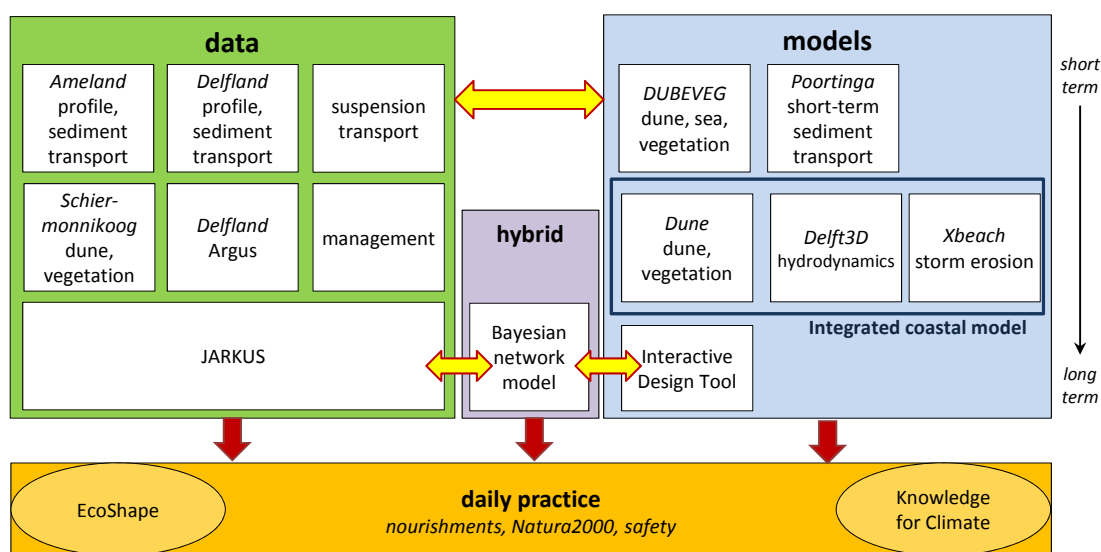 data
Ameland
profile,
sediment
transport
Delfland
profile,
sediment
transport
suspension
transport
Schier-
monnikoog
dune,
vegetation
Delfland
Argus
management
JARKUS
hybrid
Bayesian
network
model
models
DUBEVEG
dune, sea,
vegetation
Poortinga
short-term
sediment
transport
Dune
dune,
vegetation
Delft3D
hydrodynamics
Xbeach
storm erosion
Integrated coastal model
Interactive
Design Tool
short
term
long
term
EcoShape
daily practice
nourishments, Natura2000, safety
Knowledge
for Climate